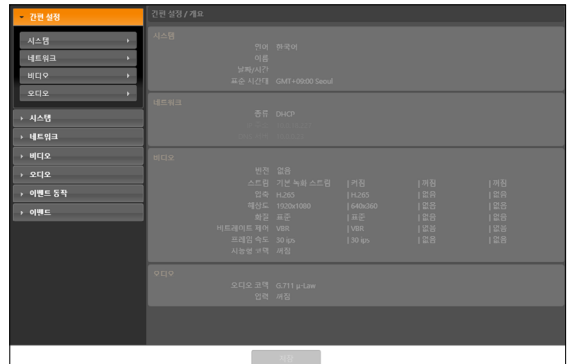 간편 설정
시스템
네트워크
비디오
오디오
시스템
네트워크
비디오
오디오
이벤트 동작
이벤트
간편 설정 / 개요
시스템
언어 한국어
이름
날짜/시간
표준 시간대 GMT+09:00 Seoul
네트워크
종류 DHCP
비디오
반전 없음
스트림 기본 녹화 스트림 | 켜짐 | 꺼짐 | 꺼짐
압축 H.265 | H.265 | 없음 | 없음
해상도 1920x1080 | 640x360 | 없음 | 없음
화질 표준 | 표준 | 없음 | 없음
비트레이트 제어 VBR | VBR | 없음 | 없음
프레임 속도 30 ips | 30 ips | 없음 | 없음
지능형 코덱 꺼짐
오디오
오디오 코덱 G.711 μ-Law
입력 꺼짐
저장